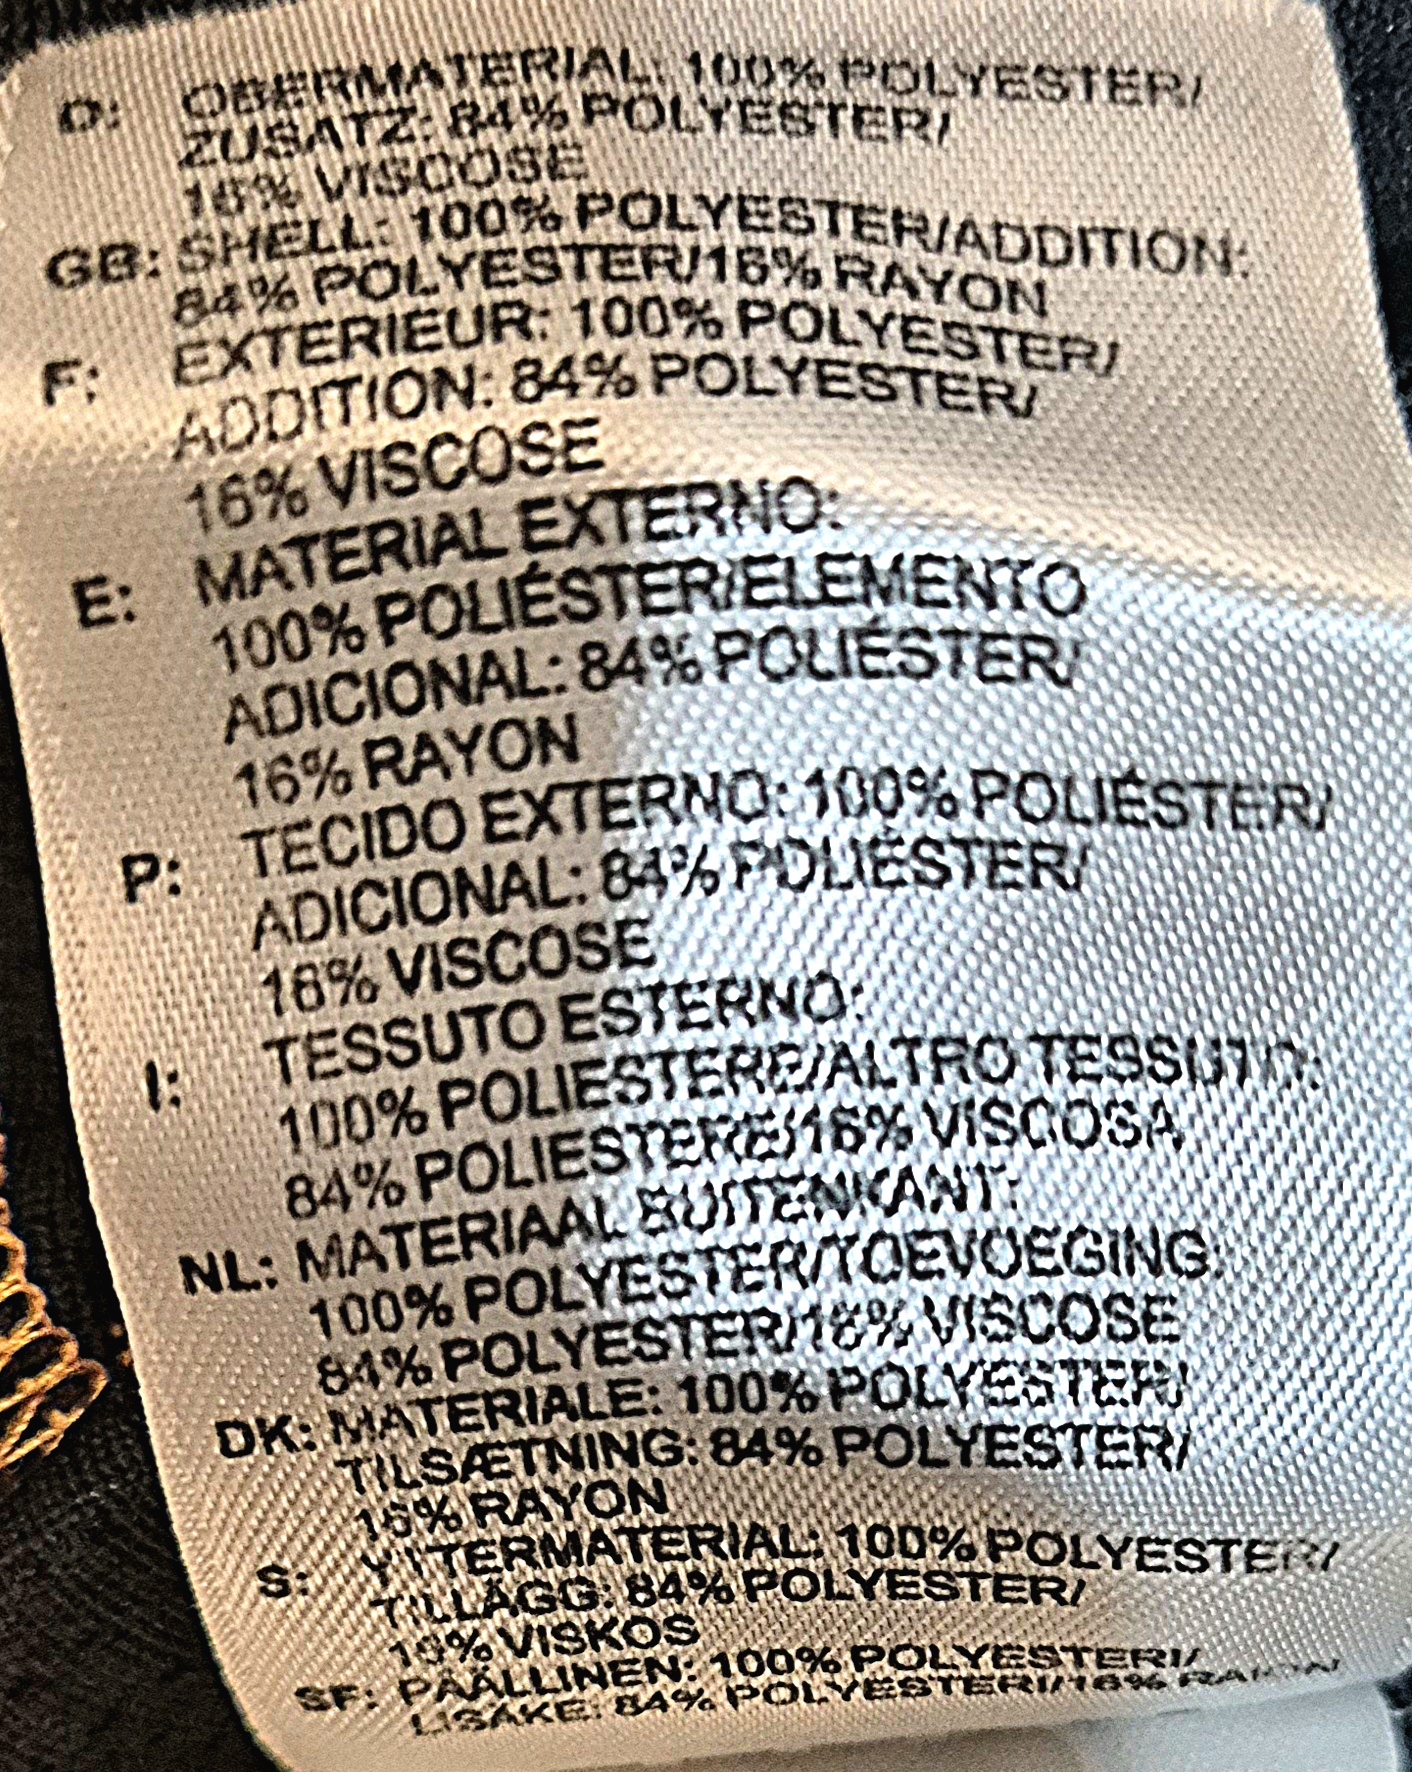 D: OBERMATERIAL: 100% POLYESTER/
ZUSATZ: 84% POLYESTER/
16% VISCOSE
GB: SHELL: 100% POLYESTER/ADDITION:
84% POLYESTER/16% RAYON
F: EXTERIEUR: 100% POLYESTER/
ADDITION: 84% POLYESTER/
16% VISCOSE
E: MATERIAL EXTERNO:
100% POLIÉSTER/ELEMENTO
ADICIONAL: 84% POLIÉSTER/
16% RAYON
P: TECIDO EXTERNO: 100% POLIÉSTER/
ADICIONAL: 84% POLIÉSTER/
16% VISCOSE
I: TESSUTO ESTERNO:
100% POLIESTERE/ALTRO TESSUTO:
84% POLIESTERE/16% VISCOSA
NL: MATERIAAL BUITENKANT:
100% POLYESTER/TOEVOEGING:
84% POLYESTER/16% VISCOSE
DK: MATERIALE: 100% POLYESTER/
TILSÆTNING: 84% POLYESTER/
16% RAYON
S: YTTERMATERIAL: 100% POLYESTER/
TILLÄGG: 84% POLYESTER/
16% VISKOS
SF: PÄÄLLINEN: 100% POLYESTERI/
LISÄKE: 84% POLYESTERI/16% RAION